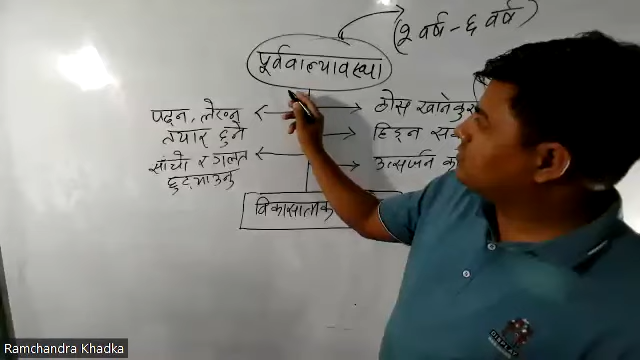 (२ वर्ष - ६ वर्ष)
पूर्वबाल्यावस्था
पढ्न, लेख्न
तयार हुने
साँचो र गलत
छुट्याउनु
ठोस खानेकु
हिड्न
उत्सर्जन
विकासात्मक
Ramchandra Khadka